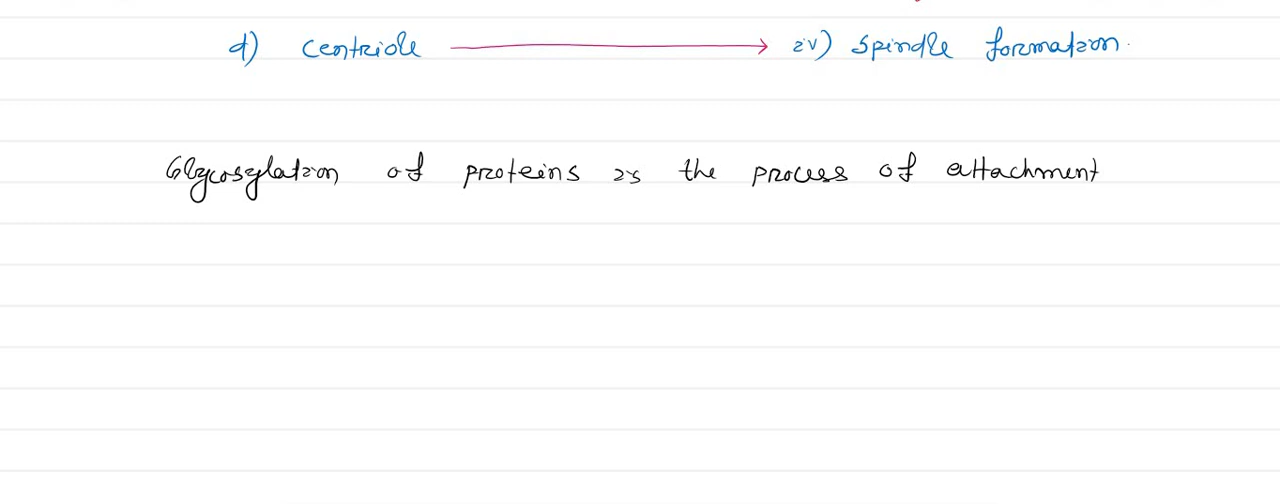 d) Centriole → iv) Spindle formation.
Glycosylation of proteins is the process of attachment